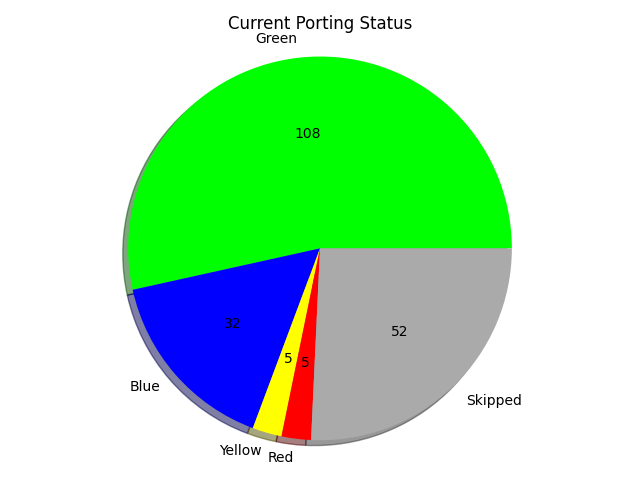 Current Porting Status
Green
108
32
5
5
52
Blue
Skipped
Yellow
Red